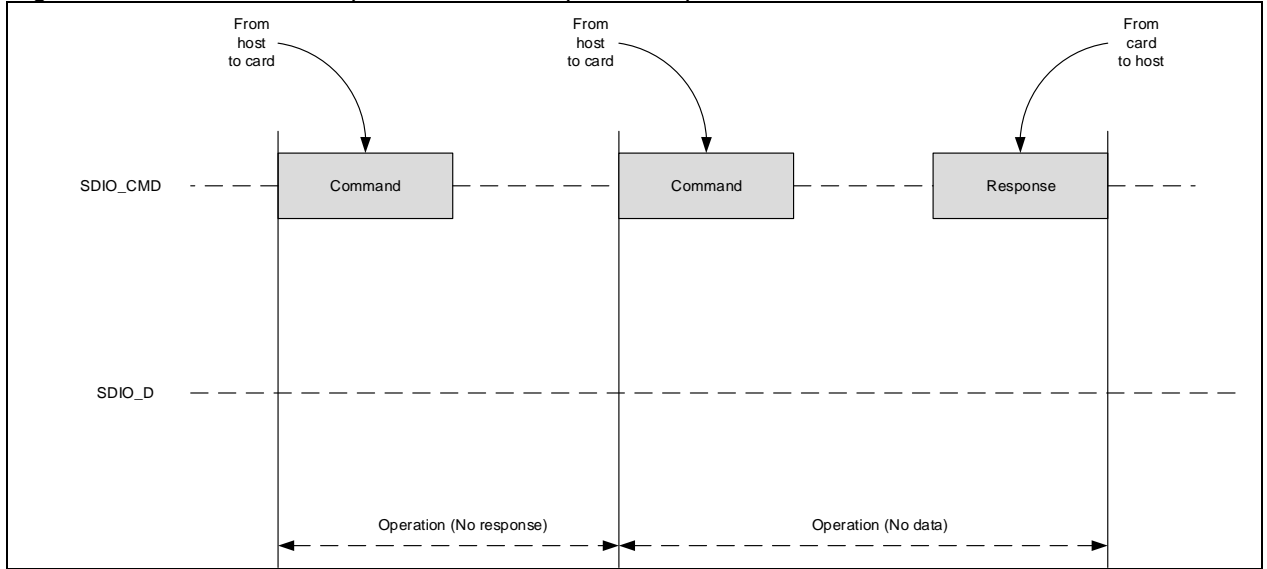 From
host
to card
From
host
to card
From
card
to host
SDIO_CMD
Command
Command
Response
SDIO_D
Operation (No response)
Operation (No data)